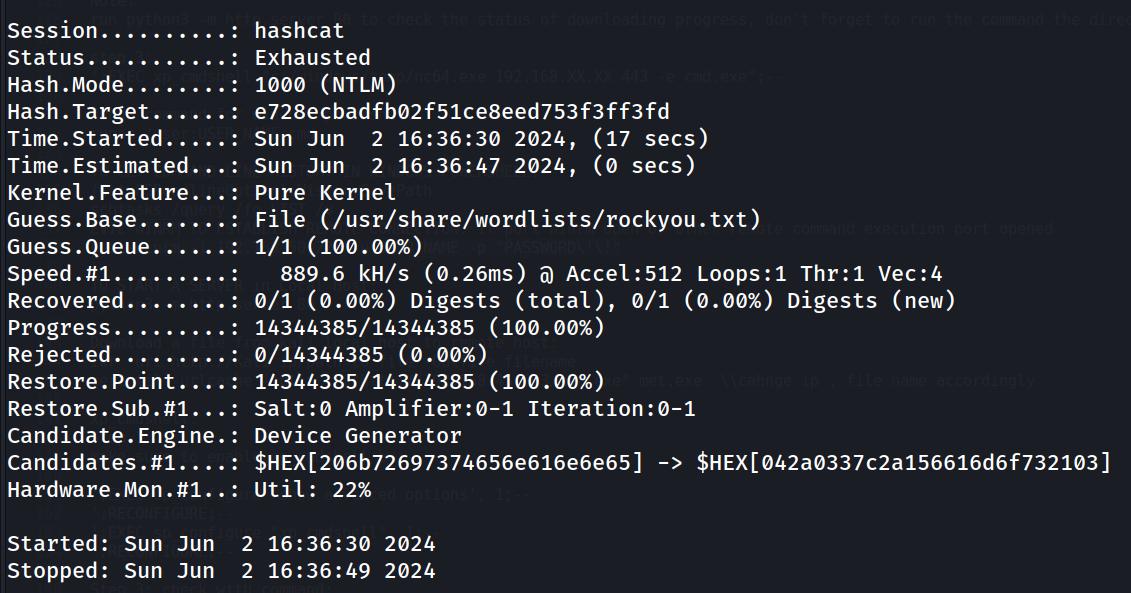 Session..........: hashcat
Status...........: Exhausted
Hash.Mode........: 1000 (NTLM)
Hash.Target......: e728ecbadfb02f51ce8eed753f3ff3fd
Time.Started.....: Sun Jun  2 16:36:30 2024, (17 secs)
Time.Estimated...: Sun Jun  2 16:36:47 2024, (0 secs)
Kernel.Feature...: Pure Kernel
Guess.Base.......: File (/usr/share/wordlists/rockyou.txt)
Guess.Queue......: 1/1 (100.00%)
Speed.#1.........:   889.6 kH/s (0.26ms) @ Accel:512 Loops:1 Thr:1 Vec:4
Recovered........: 0/1 (0.00%) Digests (total), 0/1 (0.00%) Digests (new)
Progress.........: 14344385/14344385 (100.00%)
Rejected.........: 0/14344385 (0.00%)
Restore.Point....: 14344385/14344385 (100.00%)
Restore.Sub.#1...: Salt:0 Amplifier:0-1 Iteration:0-1
Candidate.Engine.: Device Generator
Candidates.#1....: $HEX[206b72697374656e616e6e65] -> $HEX[042a0337c2a156616d6f732103]
Hardware.Mon.#1..: Util: 22%
Started: Sun Jun  2 16:36:30 2024
Stopped: Sun Jun  2 16:36:49 2024